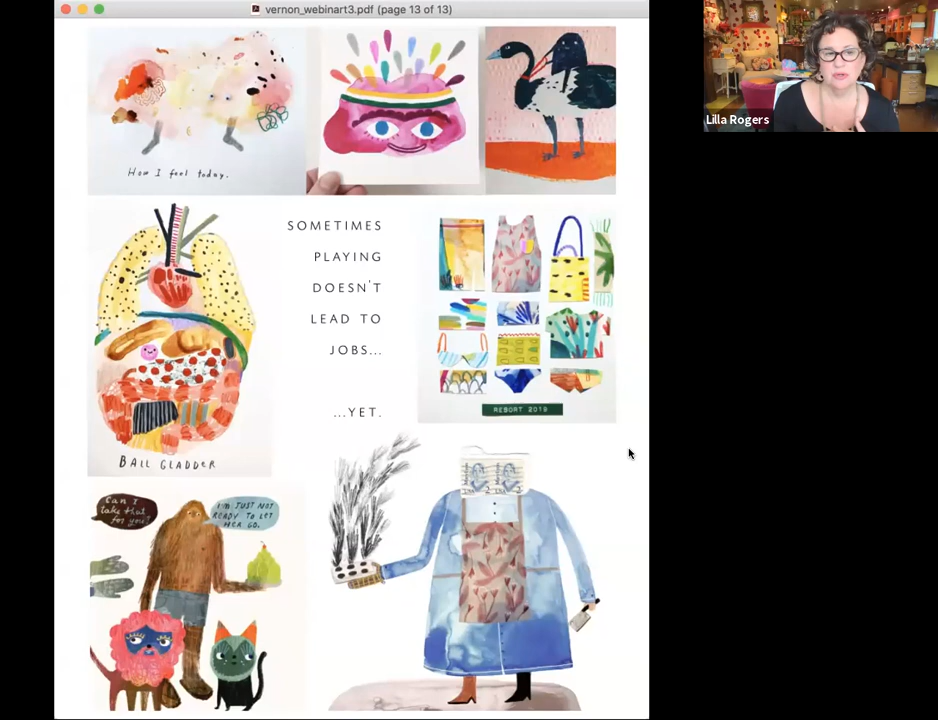 vernon_webinart3.pdf (page 13 of 13)
Lilla Rogers
How I feel today.
SOMETIMES
PLAYING
DOESN'T
LEAD TO
JOBS...
...YET.
RESORT 2019
BALL GLADDER
Can I
take that
for you?
I'M JUST NOT
READY TO LET
HER GO.